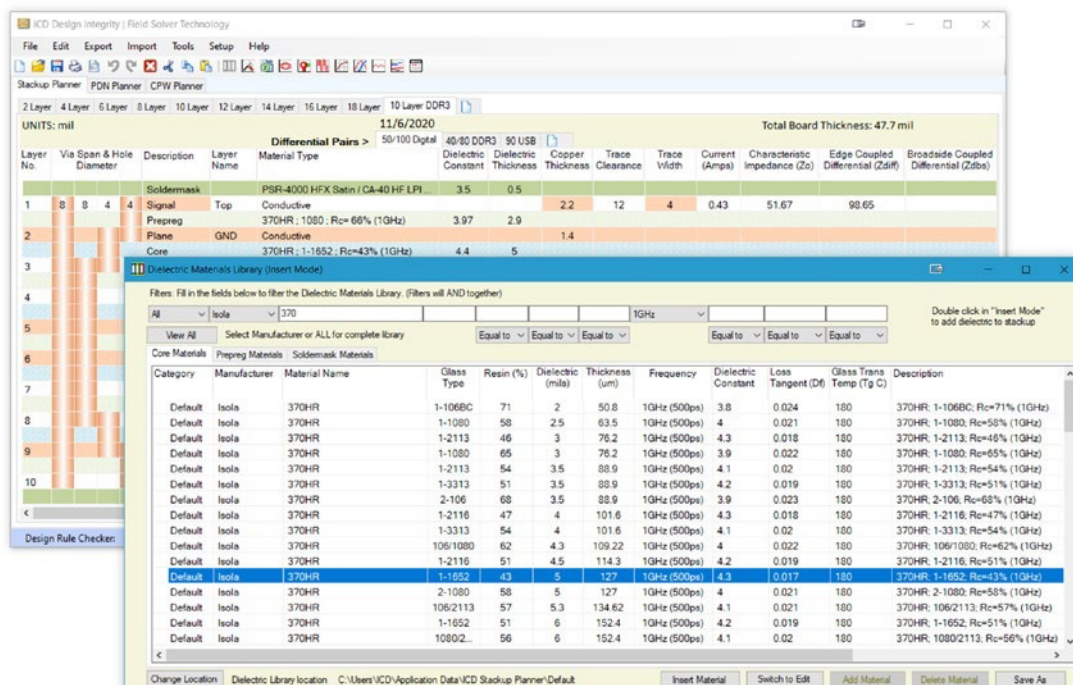 ICD Design Integrity | Field Solver Technology
File Edit Export Import Tools Setup Help
Stackup Planner PDN Planner CPW Planner
2 Layer 4 Layer 6 Layer 8 Layer 10 Layer 12 Layer 14 Layer 16 Layer 18 Layer 10 Layer DDR3
UNITS: mil 11/6/2020 Total Board Thickness: 47.7 mil
Differential Pairs > 50/100 Digital 40/80 DDR3 90 USB
Layer No. Via Span & Hole Diameter Description Layer Name Material Type Dielectric Constant Dielectric Thickness Copper Thickness Trace Clearance Trace Width Current (Amps) Characteristic Impedance (Zo) Edge Coupled Differential (Zdiff) Broadside Coupled Differential (Zdbs)
Soldermask PSR-4000 HFX Satin / CA-40 HF LPI ... 3.5 0.5
1 8 8 4 4 Signal Top Conductive 2.2 12 4 0.43 51.67 98.65
Prepreg 370HR ; 1080 ; Rc= 66% (1GHz) 3.97 2.9
2 Plane GND Conductive 1.4
Core 370HR ; 1-1652 ; Rc=43% (1GHz) 4.4 5
3
4
5
6
7
8
9
10
Design Rule Checker:
Dielectric Materials Library (Insert Mode)
Filters: Fill in the fields below to filter the Dielectric Materials Library. (Filters will AND together)
All Isola 370 1GHz Double click in "Insert Mode"
to add dielectric to stackup
View All Select Manufacturer or ALL for complete library Equal to Equal to Equal to Equal to Equal to Equal to
Core Materials Prepreg Materials Soldermask Materials
Category Manufacturer Material Name Glass Type Resin (%) Dielectric (mils) Thickness (um) Frequency Dielectric Constant Loss Tangent (Df) Glass Trans Temp (Tg C) Description
Default Isola 370HR 1-106BC 71 2 50.8 1GHz (500ps) 3.8 0.024 180 370HR; 1-106BC; Rc=71% (1GHz)
Default Isola 370HR 1-1080 58 2.5 63.5 1GHz (500ps) 4 0.021 180 370HR; 1-1080; Rc=58% (1GHz)
Default Isola 370HR 1-2113 46 3 76.2 1GHz (500ps) 4.3 0.018 180 370HR; 1-2113; Rc=46% (1GHz)
Default Isola 370HR 1-1080 65 3 76.2 1GHz (500ps) 3.9 0.022 180 370HR; 1-1080; Rc=65% (1GHz)
Default Isola 370HR 1-2113 54 3.5 88.9 1GHz (500ps) 4.1 0.02 180 370HR; 1-2113; Rc=54% (1GHz)
Default Isola 370HR 1-3313 51 3.5 88.9 1GHz (500ps) 4.2 0.019 180 370HR; 1-3313; Rc=51% (1GHz)
Default Isola 370HR 2-106 68 3.5 88.9 1GHz (500ps) 3.9 0.023 180 370HR; 2-106; Rc=68% (1GHz)
Default Isola 370HR 1-2116 47 4 101.6 1GHz (500ps) 4.3 0.018 180 370HR; 1-2116; Rc=47% (1GHz)
Default Isola 370HR 1-3313 54 4 101.6 1GHz (500ps) 4.1 0.02 180 370HR; 1-3313; Rc=54% (1GHz)
Default Isola 370HR 106/1080 62 4.3 109.22 1GHz (500ps) 4 0.022 180 370HR; 106/1080; Rc=62% (1GHz)
Default Isola 370HR 1-2116 51 4.5 114.3 1GHz (500ps) 4.2 0.019 180 370HR; 1-2116; Rc=51% (1GHz)
Default Isola 370HR 1-1652 43 5 127 1GHz (500ps) 4.3 0.017 180 370HR; 1-1652; Rc=43% (1GHz)
Default Isola 370HR 2-1080 58 5 127 1GHz (500ps) 4 0.021 180 370HR; 2-1080; Rc=58% (1GHz)
Default Isola 370HR 106/2113 57 5.3 134.62 1GHz (500ps) 4.1 0.021 180 370HR; 106/2113; Rc=57% (1GHz)
Default Isola 370HR 1-1652 51 6 152.4 1GHz (500ps) 4.2 0.019 180 370HR; 1-1652; Rc=51% (1GHz)
Default Isola 370HR 1080/2... 56 6 152.4 1GHz (500ps) 4.1 0.02 180 370HR; 1080/2113; Rc=56% (1GHz)
Change Location Dielectric Library location C:\Users\ICD\Application Data\ICD Stackup Planner\Default Insert Material Switch to Edit Add Material Delete Material Save As